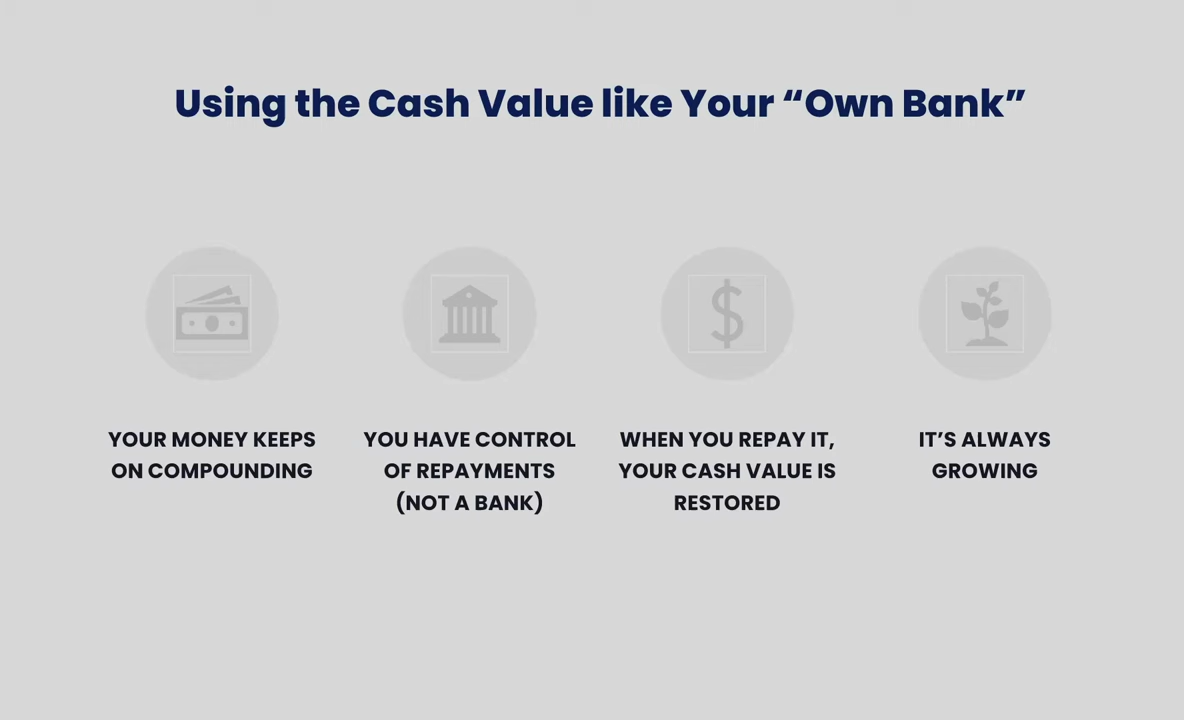 Using the Cash Value like Your “Own Bank”
YOUR MONEY KEEPS
ON COMPOUNDING
YOU HAVE CONTROL
OF REPAYMENTS
(NOT A BANK)
WHEN YOU REPAY IT,
YOUR CASH VALUE IS
RESTORED
IT’S ALWAYS
GROWING